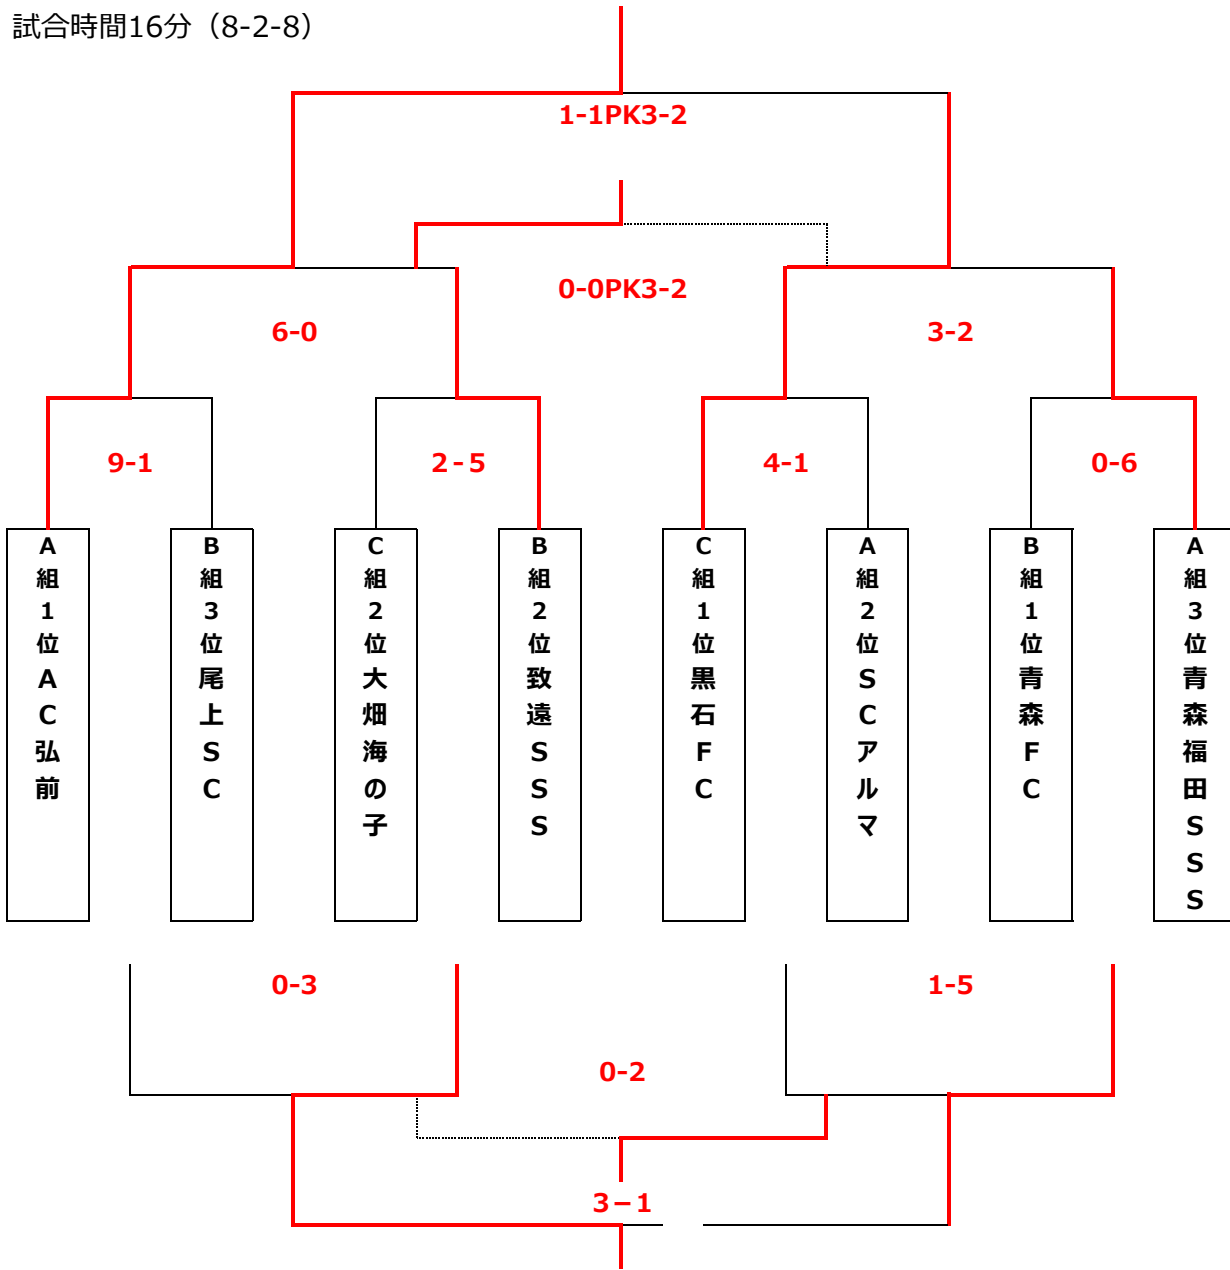 試合時間16分（8-2-8）
1-1PK3-2
0-0PK3-2
6-0
3-2
9-1
2-5
4-1
0-6
A組1位AC弘前
B組3位尾上SC
C組2位大畑海の子
B組2位致遠SSS
C組1位黒石FC
A組2位SCアルマ
B組1位青森FC
A組3位青森福田SSS
0-3
1-5
0-2
3－1